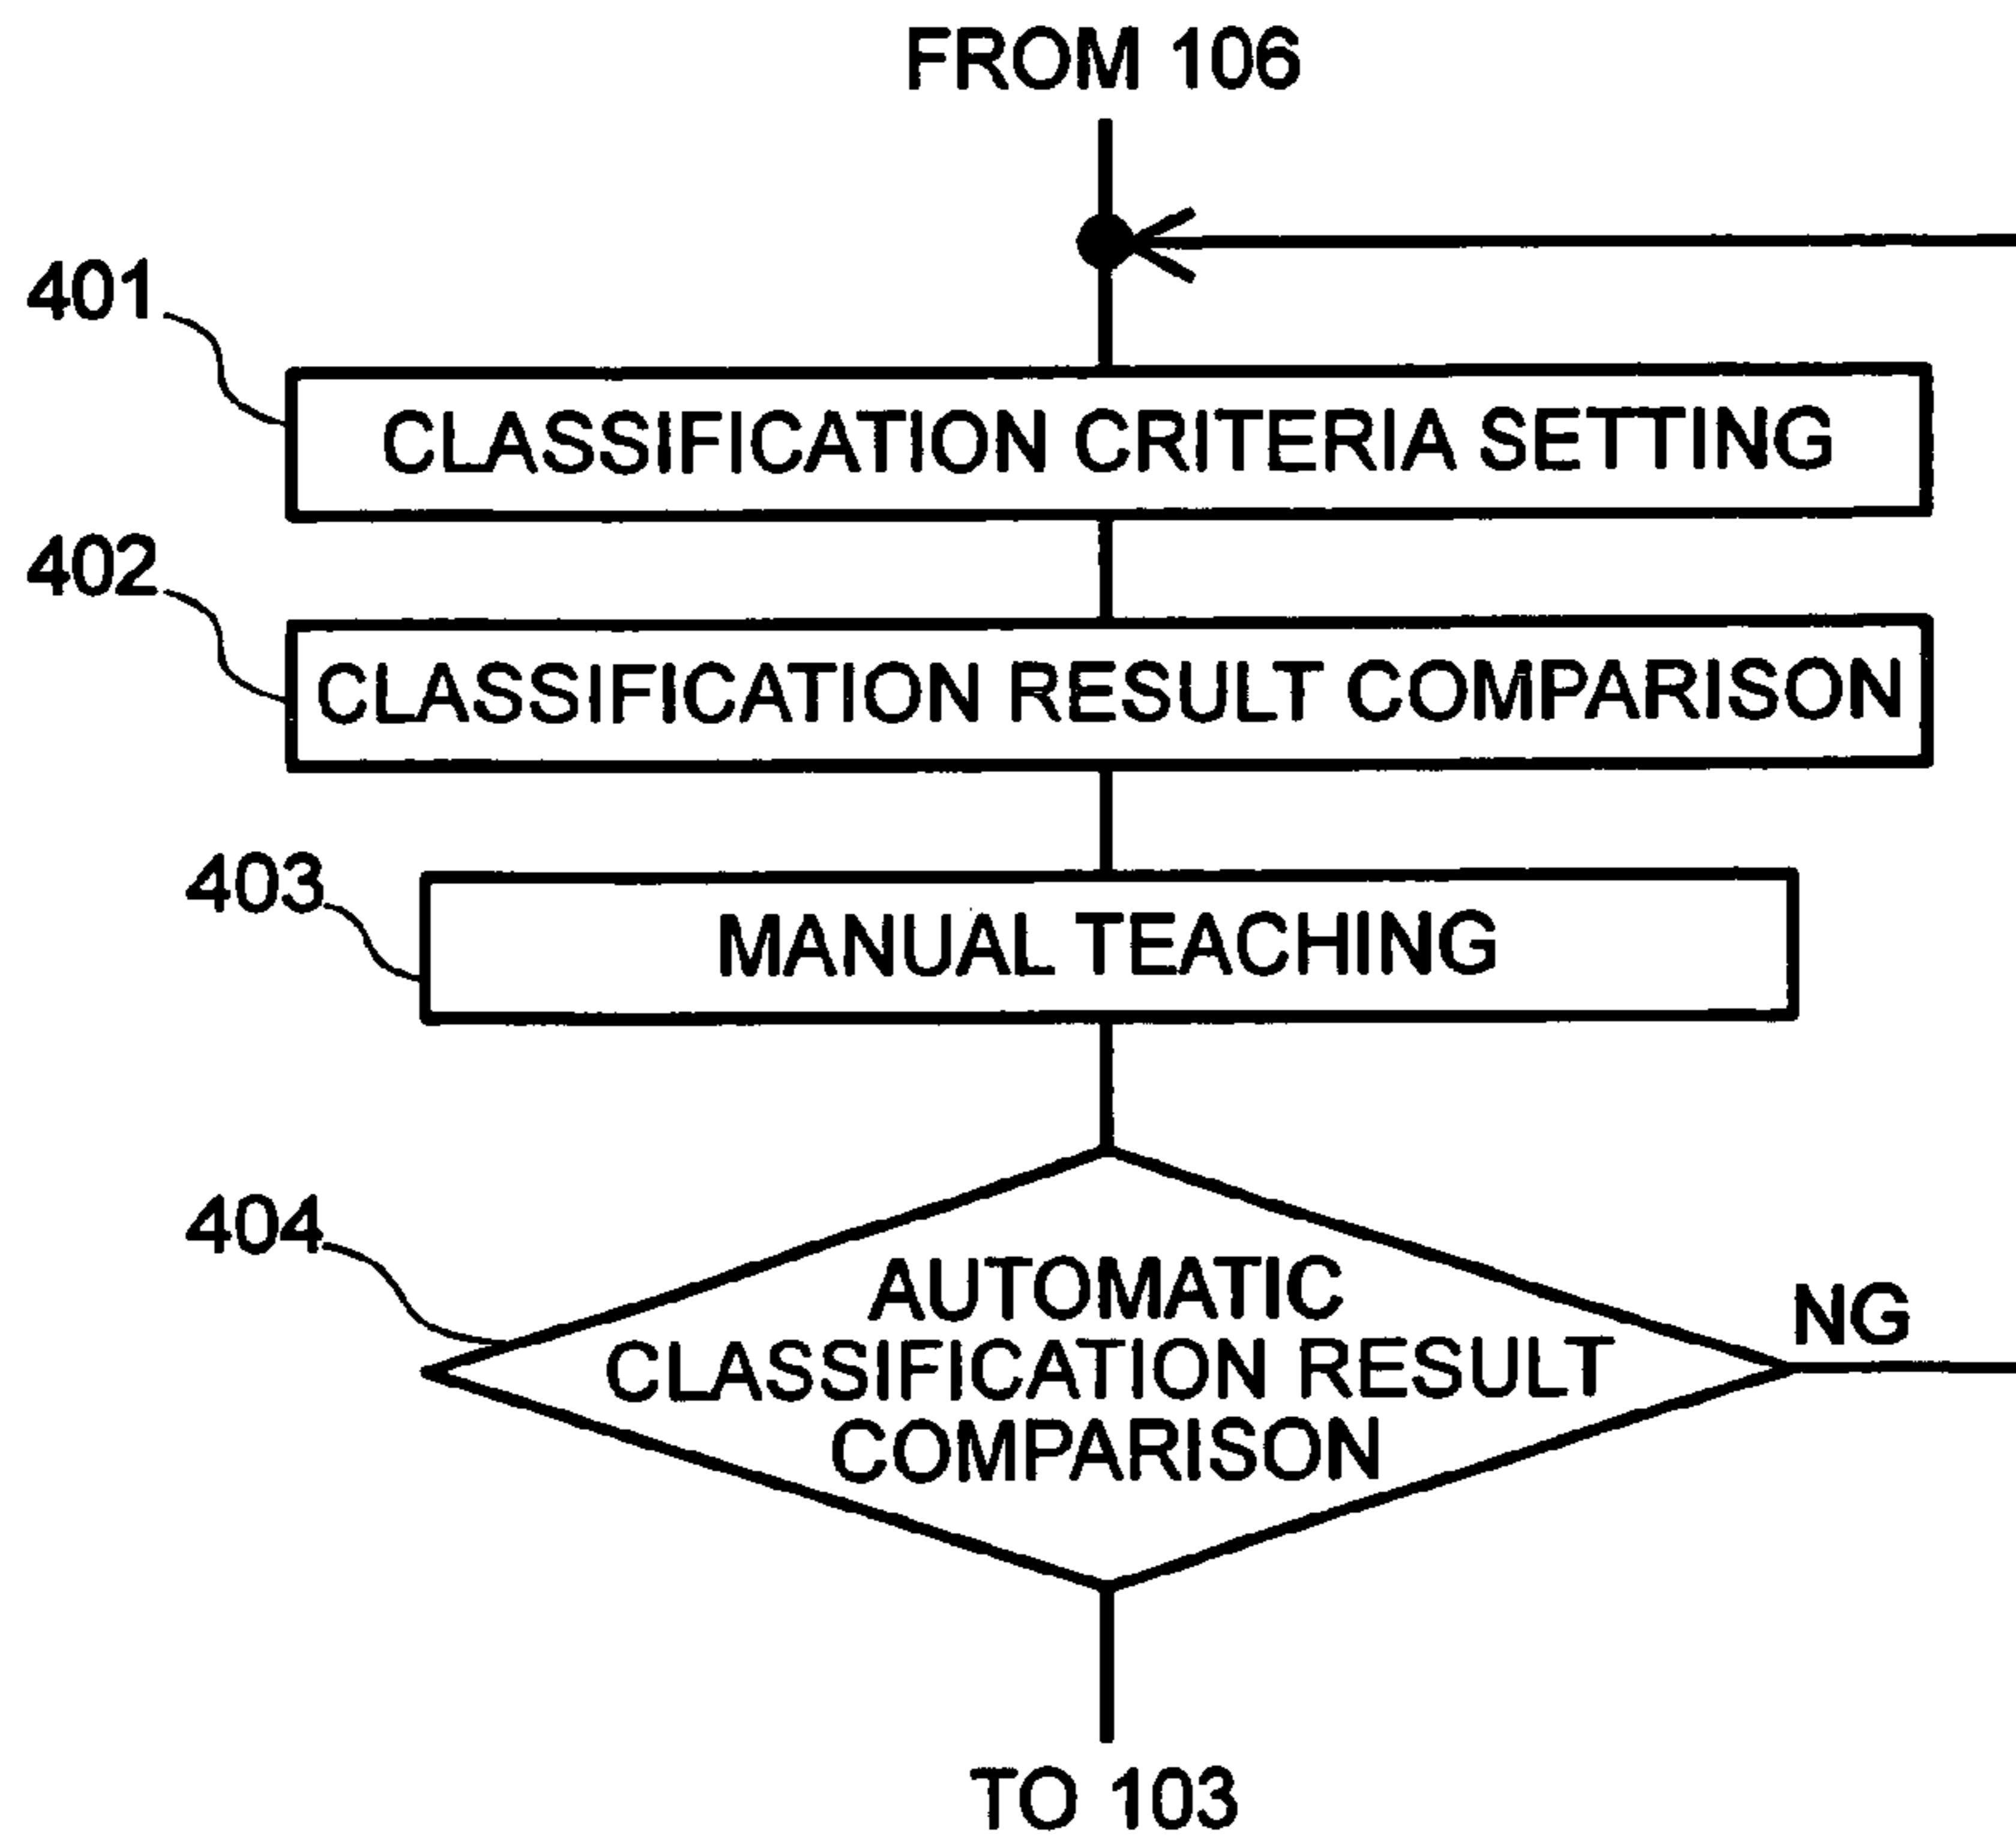 FROM 106
401
CLASSIFICATION CRITERIA SETTING
402
CLASSIFICATION RESULT COMPARISON
403
MANUAL TEACHING
404
AUTOMATIC
CLASSIFICATION RESULT
COMPARISON
NG
TO 103